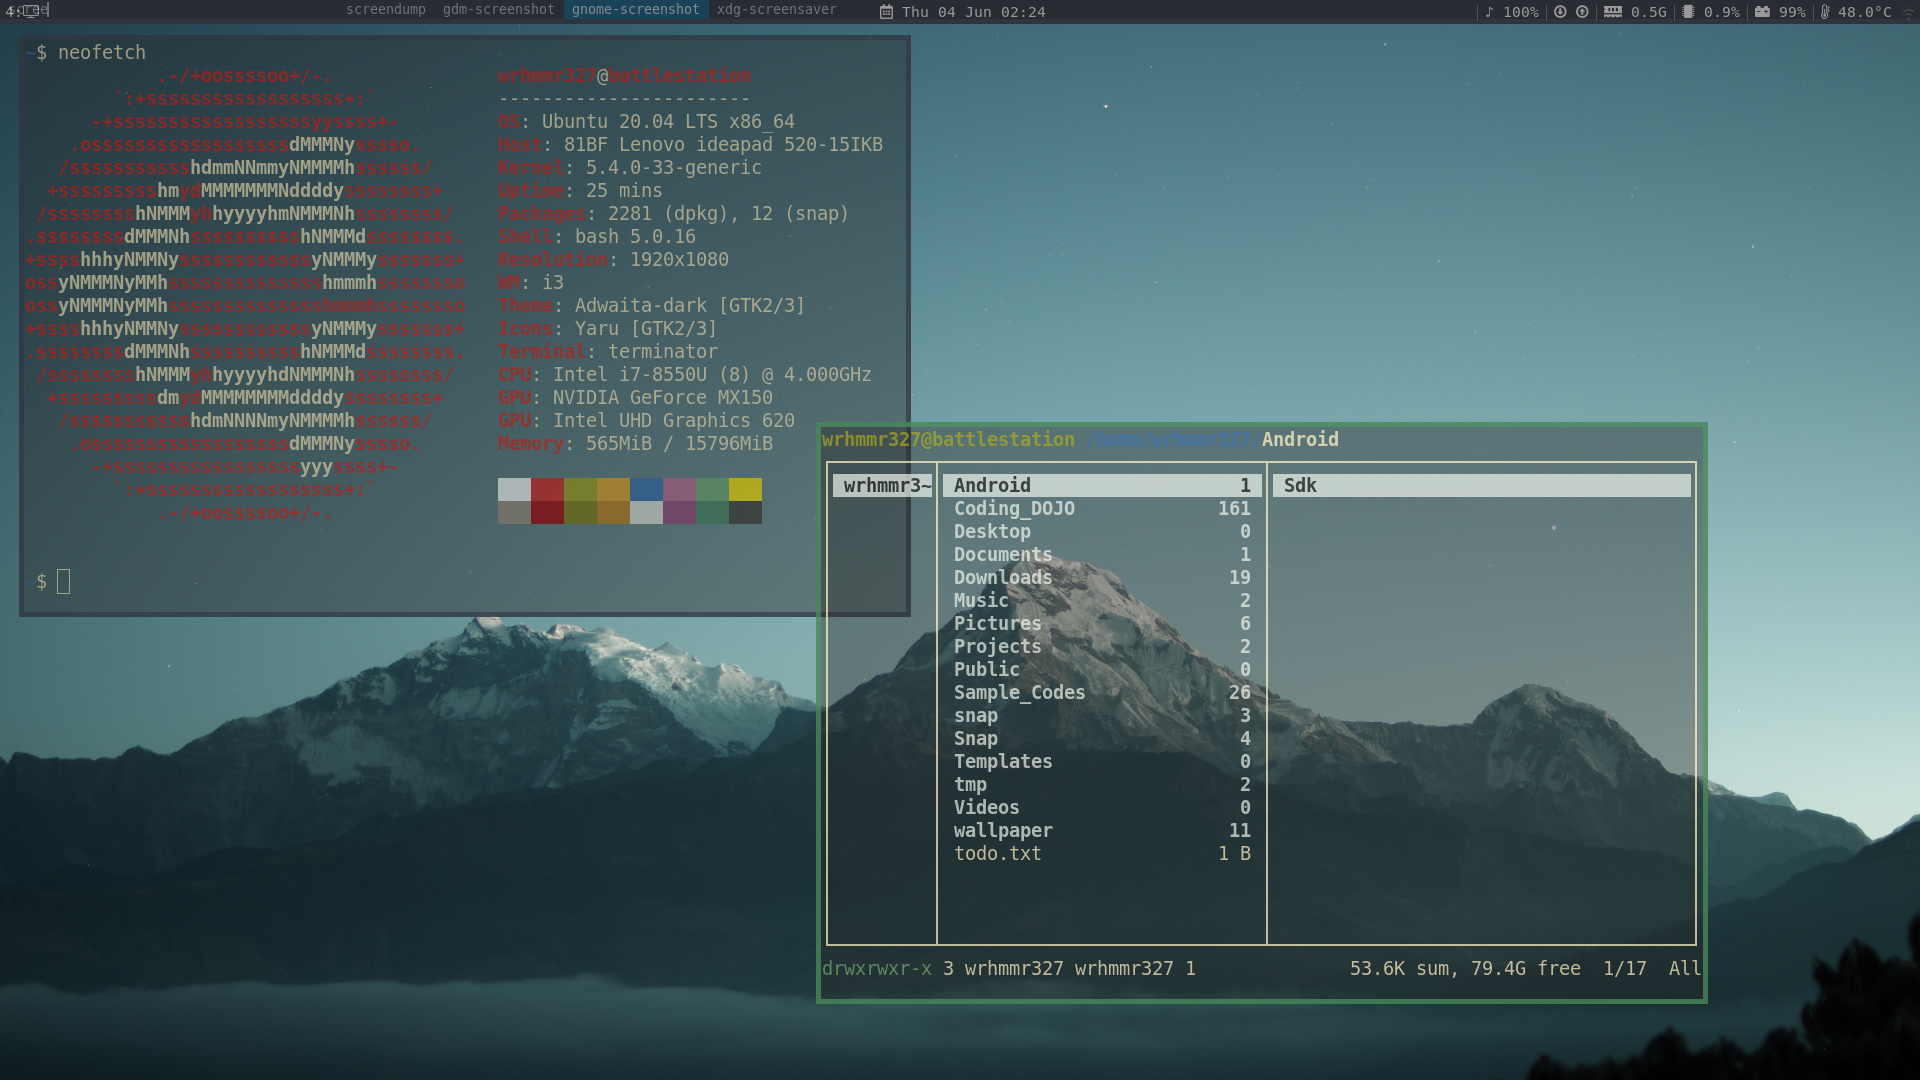 scree screendump gdm-screenshot gnome-screenshot xdg-screensaver Thu 04 Jun 02:24 ♪ 100% 0.5G 0.9% 99% 48.0°C
~$ neofetch
.-/+oossssoo+/-. wrhmmr327@battlestation
`:+ssssssssssssssssss+:` -----------------------
-+ssssssssssssssssssyyssss+- OS: Ubuntu 20.04 LTS x86_64
.ossssssssssssssssssdMMMNysssso. Host: 81BF Lenovo ideapad 520-15IKB
/ssssssssssshdmmNNmmyNMMMMhssssss/ Kernel: 5.4.0-33-generic
+ssssssssshmydMMMMMMMNddddyssssssss+ Uptime: 25 mins
/sssssssshNMMMyhhyyyyhmNMMMNhssssssss/ Packages: 2281 (dpkg), 12 (snap)
.ssssssssdMMMNhsssssssssshNMMMdssssssss. Shell: bash 5.0.16
+sssshhhyNMMNyssssssssssssyNMMMysssssss+ Resolution: 1920x1080
ossyNMMMNyMMhsssssssssssssshmmmhssssssso WM: i3
ossyNMMMNyMMhsssssssssssssshmmmhssssssso Theme: Adwaita-dark [GTK2/3]
+sssshhhyNMMNyssssssssssssyNMMMysssssss+ Icons: Yaru [GTK2/3]
.ssssssssdMMMNhsssssssssshNMMMdssssssss. Terminal: terminator
/sssssssshNMMMyhhyyyyhdNMMMNhssssssss/ CPU: Intel i7-8550U (8) @ 4.000GHz
+sssssssssdmydMMMMMMMMddddyssssssss+ GPU: NVIDIA GeForce MX150
/ssssssssssshdmNNNNmyNMMMMhssssss/ GPU: Intel UHD Graphics 620
.ossssssssssssssssssdMMMNysssso. Memory: 565MiB / 15796MiB
-+sssssssssssssssssyyyssss+-
`:+ssssssssssssssssss+:`
.-/+oossssoo+/-.
~$
wrhmmr327@battlestation /home/wrhmmr327/Android
wrhmmr3~ Android 1 Sdk
Coding_DOJO 161
Desktop 0
Documents 1
Downloads 19
Music 2
Pictures 6
Projects 2
Public 0
Sample_Codes 26
snap 3
Snap 4
Templates 0
tmp 2
Videos 0
wallpaper 11
todo.txt 1 B
drwxrwxr-x 3 wrhmmr327 wrhmmr327 1 53.6K sum, 79.4G free 1/17 All